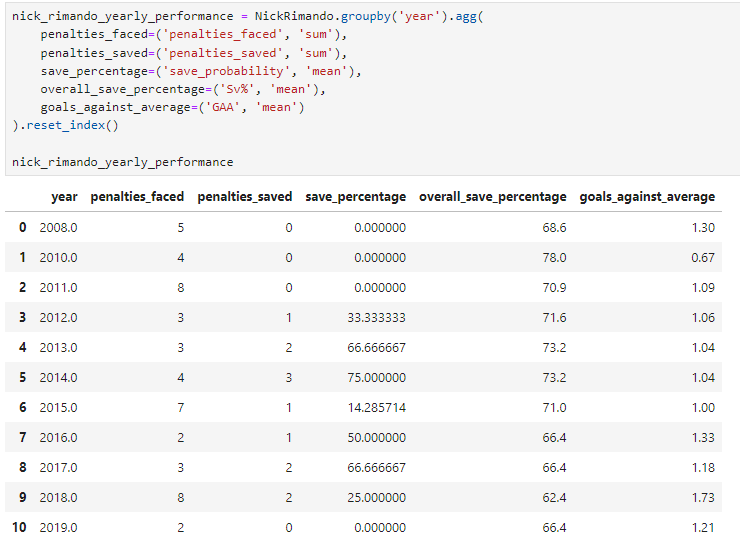 nick_rimando_yearly_performance = NickRimando.groupby('year').agg(
    penalties_faced=('penalties_faced', 'sum'),
    penalties_saved=('penalties_saved', 'sum'),
    save_percentage=('save_probability', 'mean'),
    overall_save_percentage=('Sv%', 'mean'),
    goals_against_average=('GAA', 'mean')
).reset_index()
nick_rimando_yearly_performance
year penalties_faced penalties_saved save_percentage overall_save_percentage goals_against_average
0 2008.0 5 0 0.000000 68.6 1.30
1 2010.0 4 0 0.000000 78.0 0.67
2 2011.0 8 0 0.000000 70.9 1.09
3 2012.0 3 1 33.333333 71.6 1.06
4 2013.0 3 2 66.666667 73.2 1.04
5 2014.0 4 3 75.000000 73.2 1.04
6 2015.0 7 1 14.285714 71.0 1.00
7 2016.0 2 1 50.000000 66.4 1.33
8 2017.0 3 2 66.666667 66.4 1.18
9 2018.0 8 2 25.000000 62.4 1.73
10 2019.0 2 0 0.000000 66.4 1.21